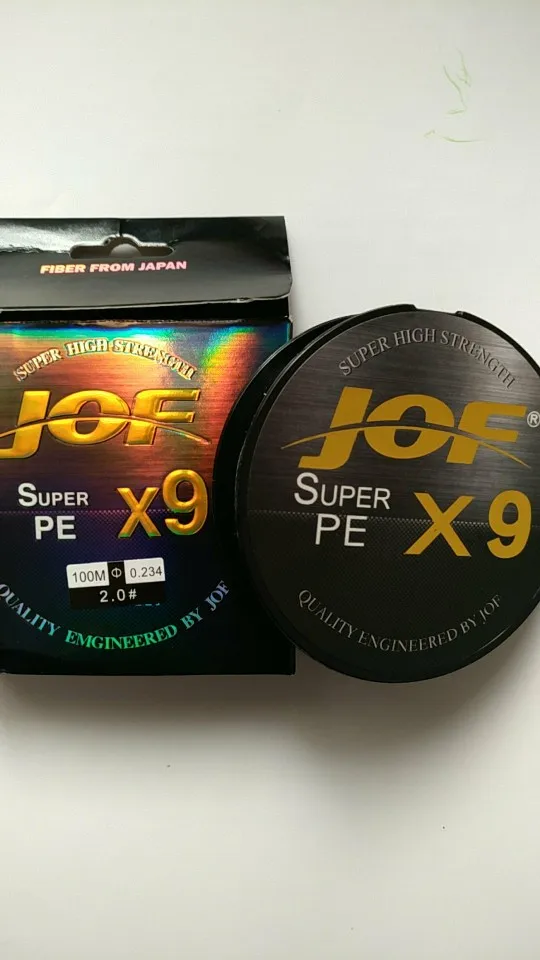 FIBER FROM JAPAN
SUPER HIGH STRENGTH
JOF
SUPER
PE
X9
100M Φ 0.234
2.0#
QUALITY EMGINEERED BY JOF
SUPER HIGH STRENGTH
JOF®
SUPER
PE
X9
QUALITY ENGINEERED BY JOF